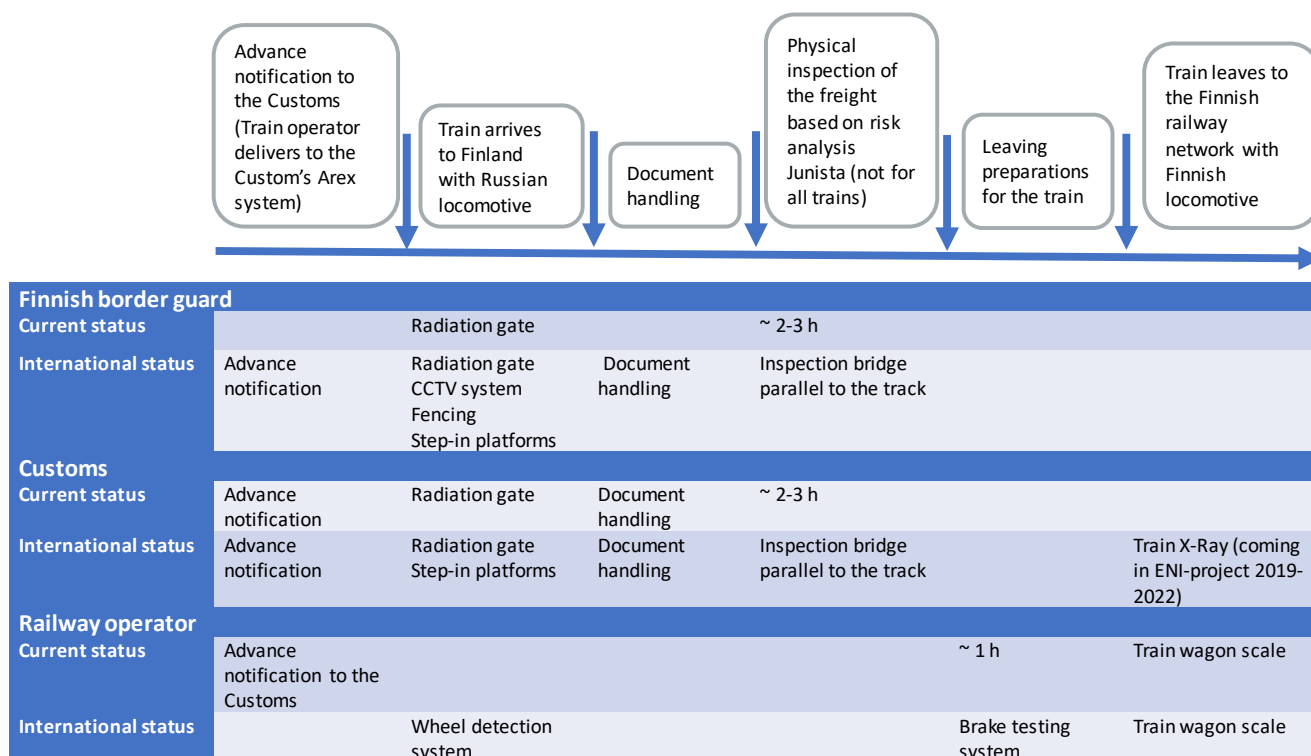 Advance
notification to
the Customs
(Train operator
delivers to the
Custom's Arex
system)
Train arrives
to Finland
with Russian
locomotive
Document
handling
Physical
inspection of
the freight
based on risk
analysis
Junista (not for
all trains)
Leaving
preparations
for the train
Train leaves to
the Finnish
railway
network with
Finnish
locomotive
Finnish border guard
Current status
Radiation gate
~ 2-3 h
International status
Advance
notification
Radiation gate
CCTV system
Fencing
Step-in platforms
Document
handling
Inspection bridge
parallel to the track
Customs
Current status
Advance
notification
Radiation gate
Document
handling
~ 2-3 h
International status
Advance
notification
Radiation gate
Step-in platforms
Document
handling
Inspection bridge
parallel to the track
Train X-Ray (coming
in ENI-project 2019-
2022)
Railway operator
Current status
Advance
notification to the
Customs
~ 1 h
Train wagon scale
International status
Wheel detection
system
Brake testing
system
Train wagon scale